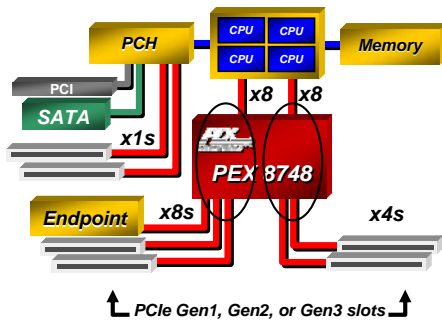 PCH
CPU
CPU
CPU
CPU
Memory
PCI
SATA
x8
x8
x1s
PEX
PEX 8748
Endpoint
x8s
x4s
PCIe Gen1, Gen2, or Gen3 slots